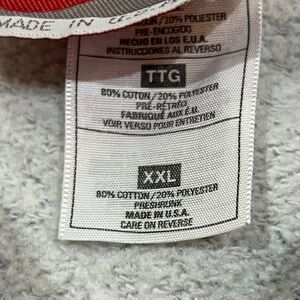 MADE IN U.S.A.
/20% POLYESTER
PRE-ENCOGIDO
HECHO EN LOS E.U.A.
INSTRUCCIONES AL REVERSO
TTG
80% COTTON/20% POLYESTER
PRÉ-RÉTRÉCI
FABRIQUÉ AUX É.U.
VOIR VERSO POUR ENTRETIEN
XXL
80% COTTON/20% POLYESTER
PRESHRUNK
MADE IN U.S.A.
CARE ON REVERSE